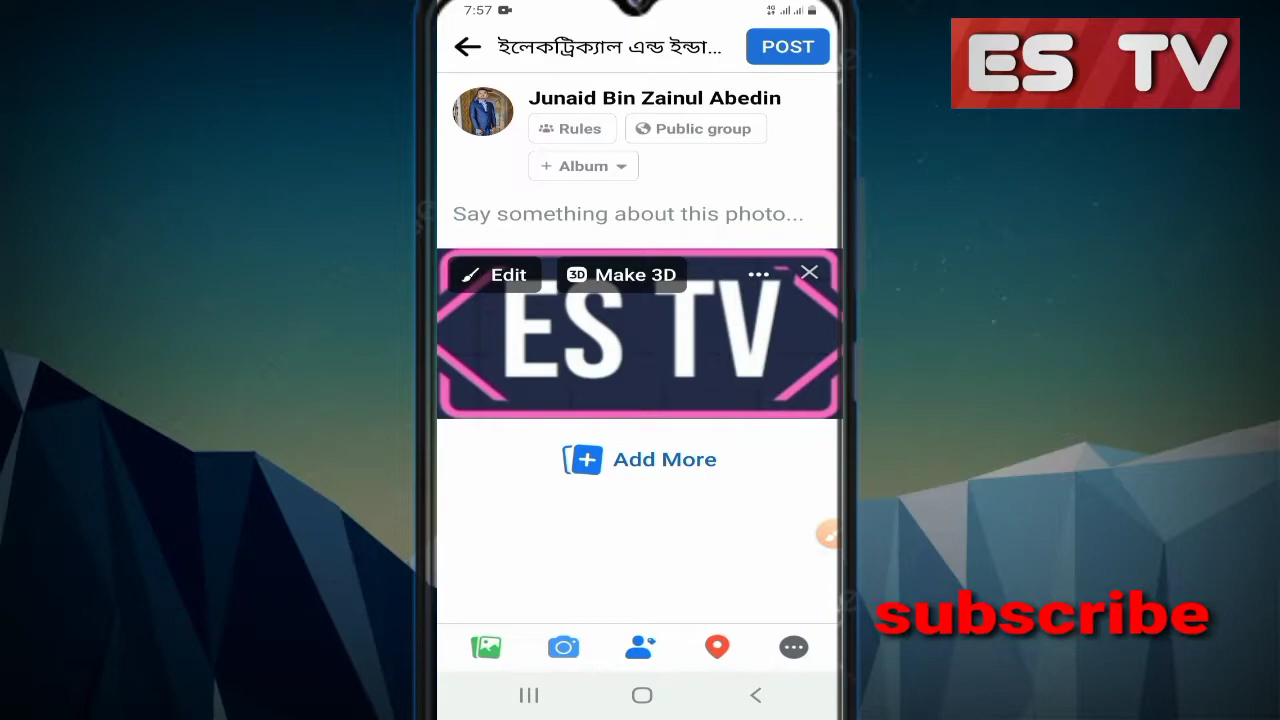 7:57
4G
ইলেকট্রিক্যাল এন্ড ইন্ডা...
POST
ES TV
Junaid Bin Zainul Abedin
Rules
Public group
+ Album
Say something about this photo...
Edit
3D Make 3D
ES TV
Add More
subscribe